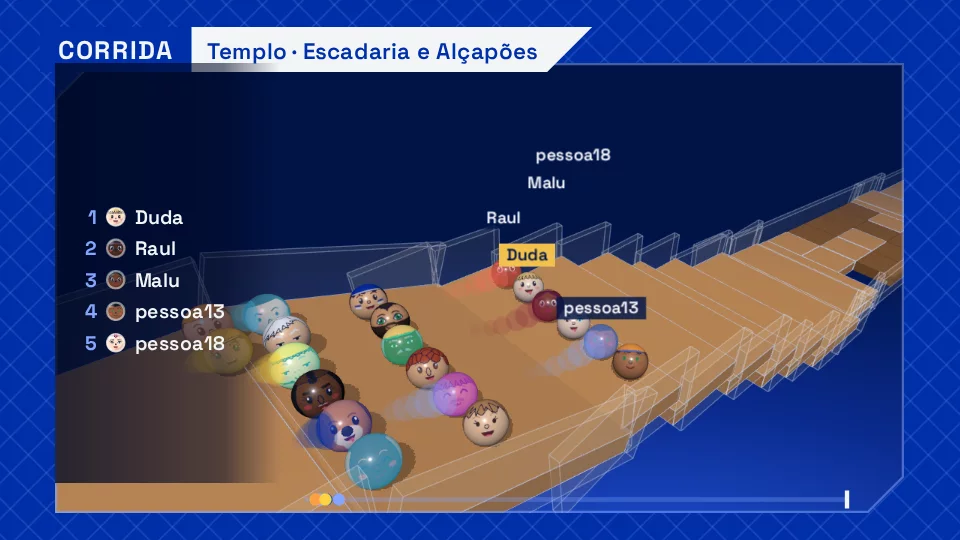 CORRIDA
Templo · Escadaria e Alçapões
pessoa18
Malu
Raul
Duda
pessoa13
1 Duda
2 Raul
3 Malu
4 pessoa13
5 pessoa18